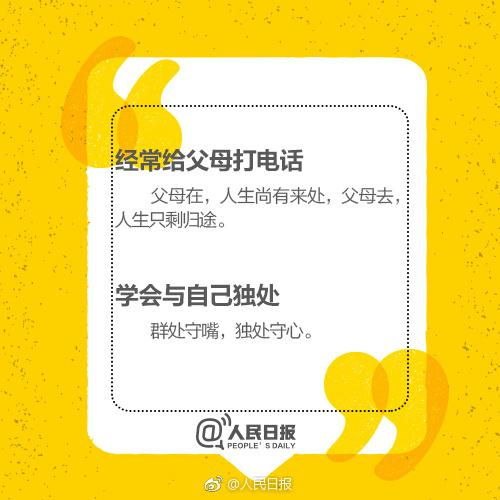 经常给父母打电话
父母在，人生尚有来处，父母去，
人生只剩归途。
学会与自己独处
群处守嘴，独处守心。
@人民日报
PEOPLE'S DAILY
@人民日报